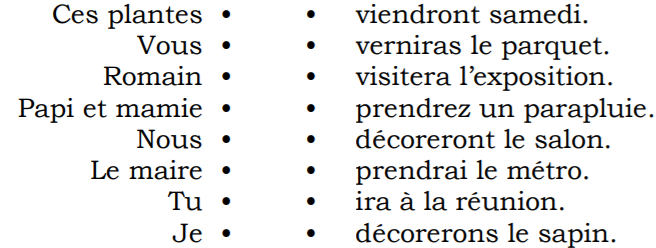 Ces plantes • • viendront samedi.
Vous • • verniras le parquet.
Romain • • visitera l'exposition.
Papi et mamie • • prendrez un parapluie.
Nous • • décoreront le salon.
Le maire • • prendrai le métro.
Tu • • ira à la réunion.
Je • • décorerons le sapin.